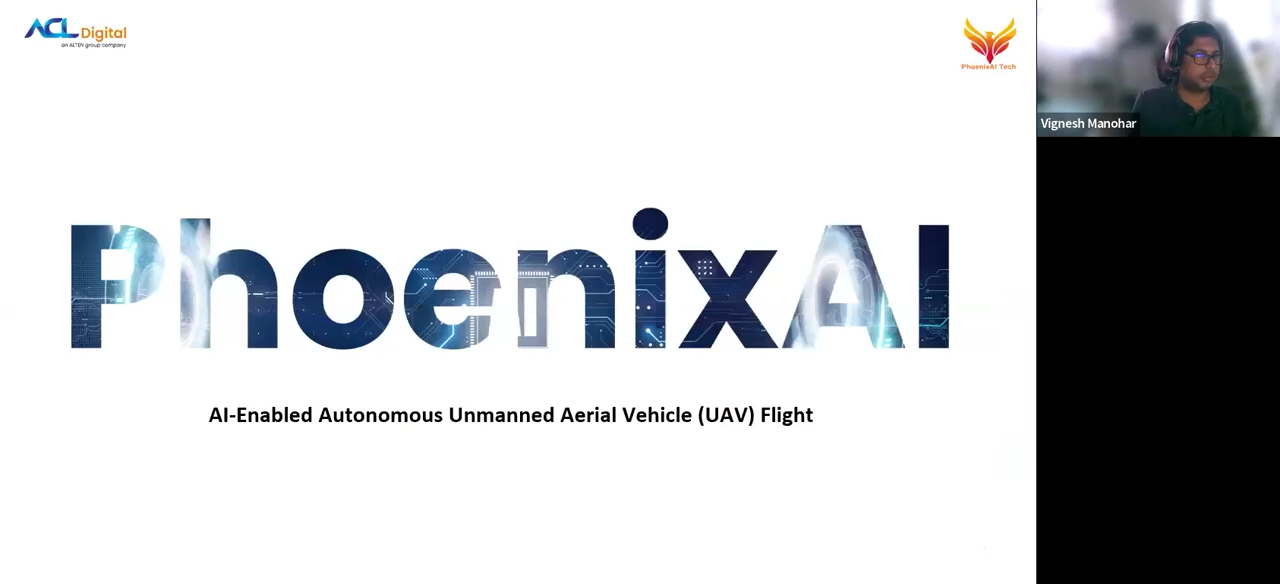 ACL Digital
an ALTEN group company
PhoenixAI Tech
Vignesh Manohar
PhoenixAI
AI-Enabled Autonomous Unmanned Aerial Vehicle (UAV) Flight